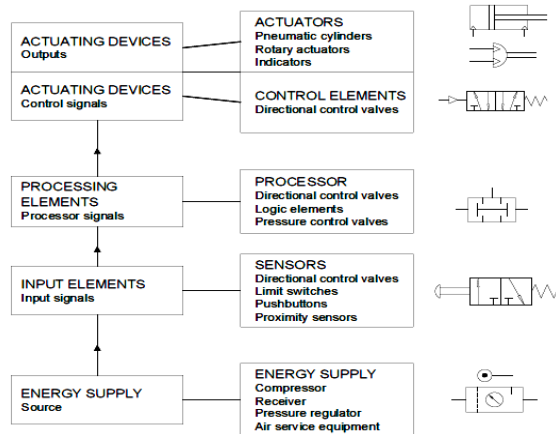 ACTUATING DEVICES
Outputs
ACTUATORS
Pneumatic cylinders
Rotary actuators
Indicators
ACTUATING DEVICES
Control signals
CONTROL ELEMENTS
Directional control valves
PROCESSING
ELEMENTS
Processor signals
PROCESSOR
Directional control valves
Logic elements
Pressure control valves
INPUT ELEMENTS
Input signals
SENSORS
Directional control valves
Limit switches
Pushbuttons
Proximity sensors
ENERGY SUPPLY
Source
ENERGY SUPPLY
Compressor
Receiver
Pressure regulator
Air service equipment